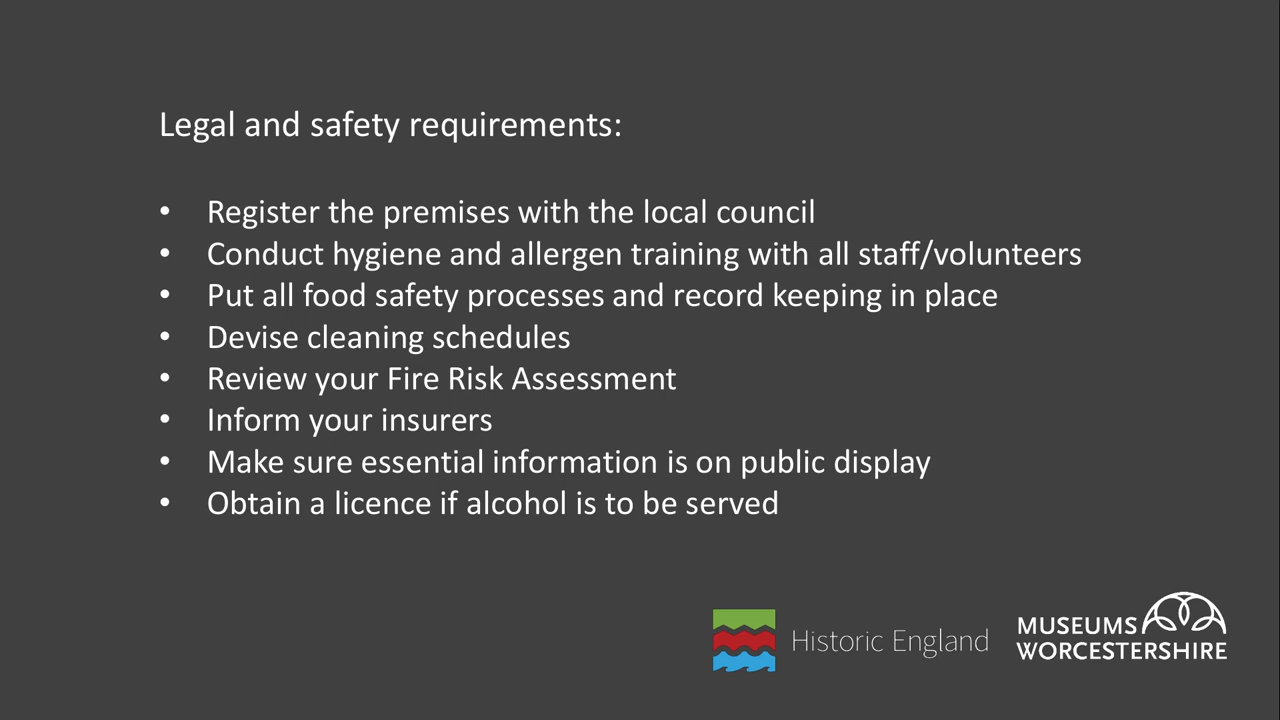 Legal and safety requirements:
• Register the premises with the local council
• Conduct hygiene and allergen training with all staff/volunteers
• Put all food safety processes and record keeping in place
• Devise cleaning schedules
• Review your Fire Risk Assessment
• Inform your insurers
• Make sure essential information is on public display
• Obtain a licence if alcohol is to be served
Historic England
MUSEUMS
WORCESTERSHIRE